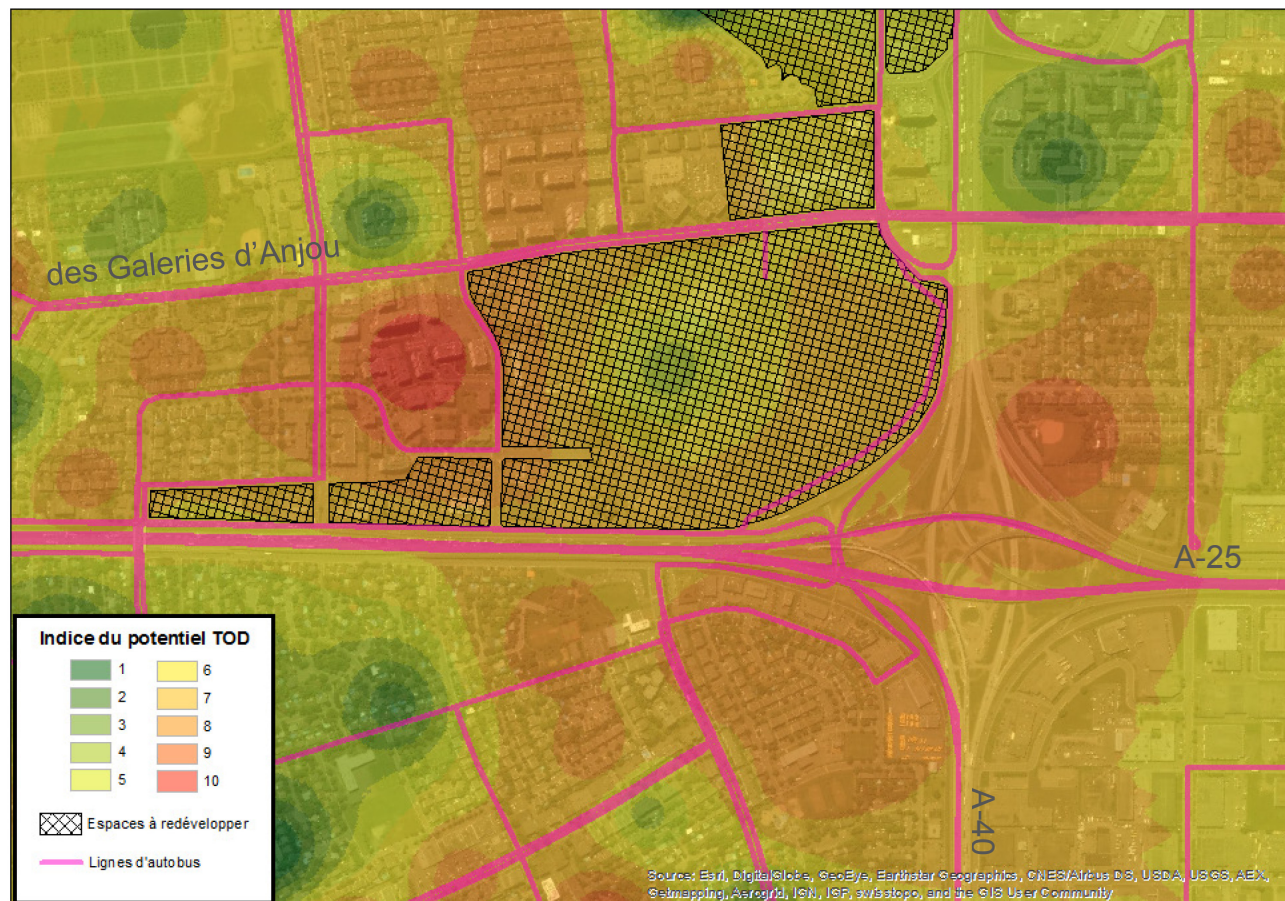 des Galeries d'Anjou
A-25
A-40
Indice du potentiel TOD
1
2
3
4
5
6
7
8
9
10
Espaces à redévelopper
Lignes d'autobus
Source: Esri, DigitalGlobe, GeoEye, Earthstar Geographics, CNES/Airbus DS, USDA, USGS, AEX,
Getmapping, Aerogrid, IGN, IGP, swisstopo, and the GIS User Community